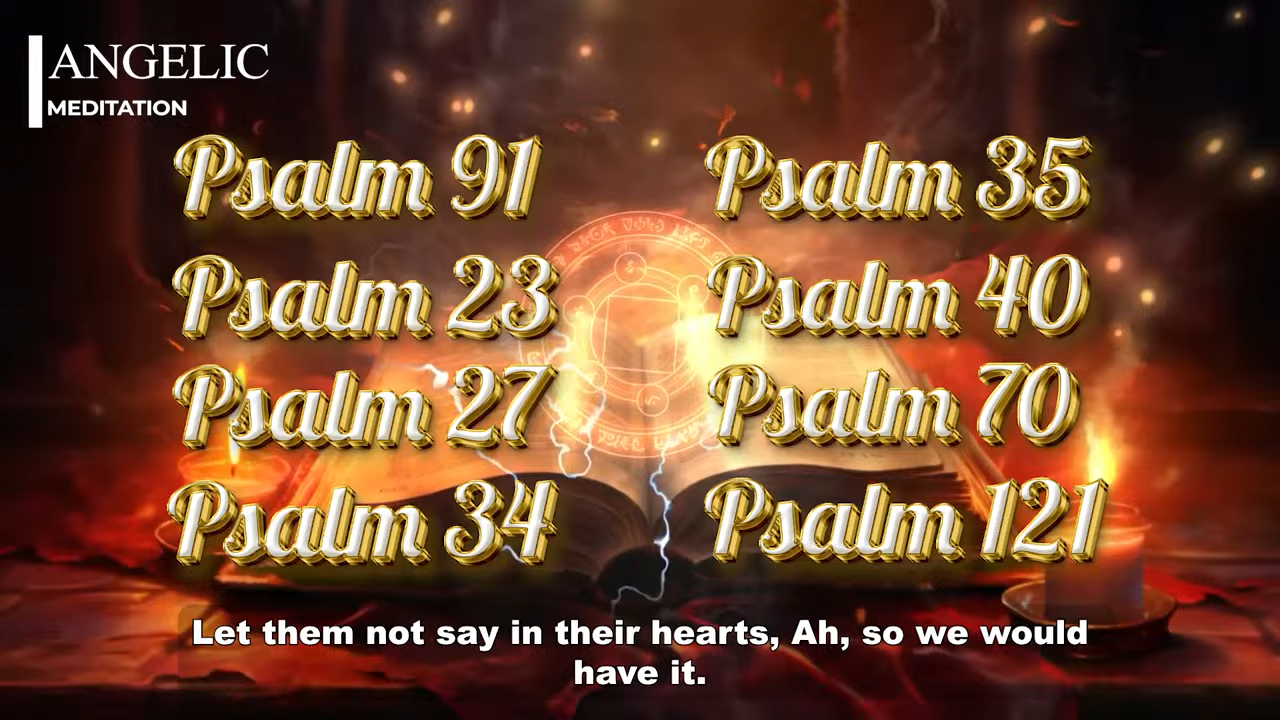 ANGELIC
MEDITATION
Psalm 91
Psalm 23
Psalm 27
Psalm 34
Psalm 35
Psalm 40
Psalm 70
Psalm 121
Let them not say in their hearts, Ah, so we would
have it.